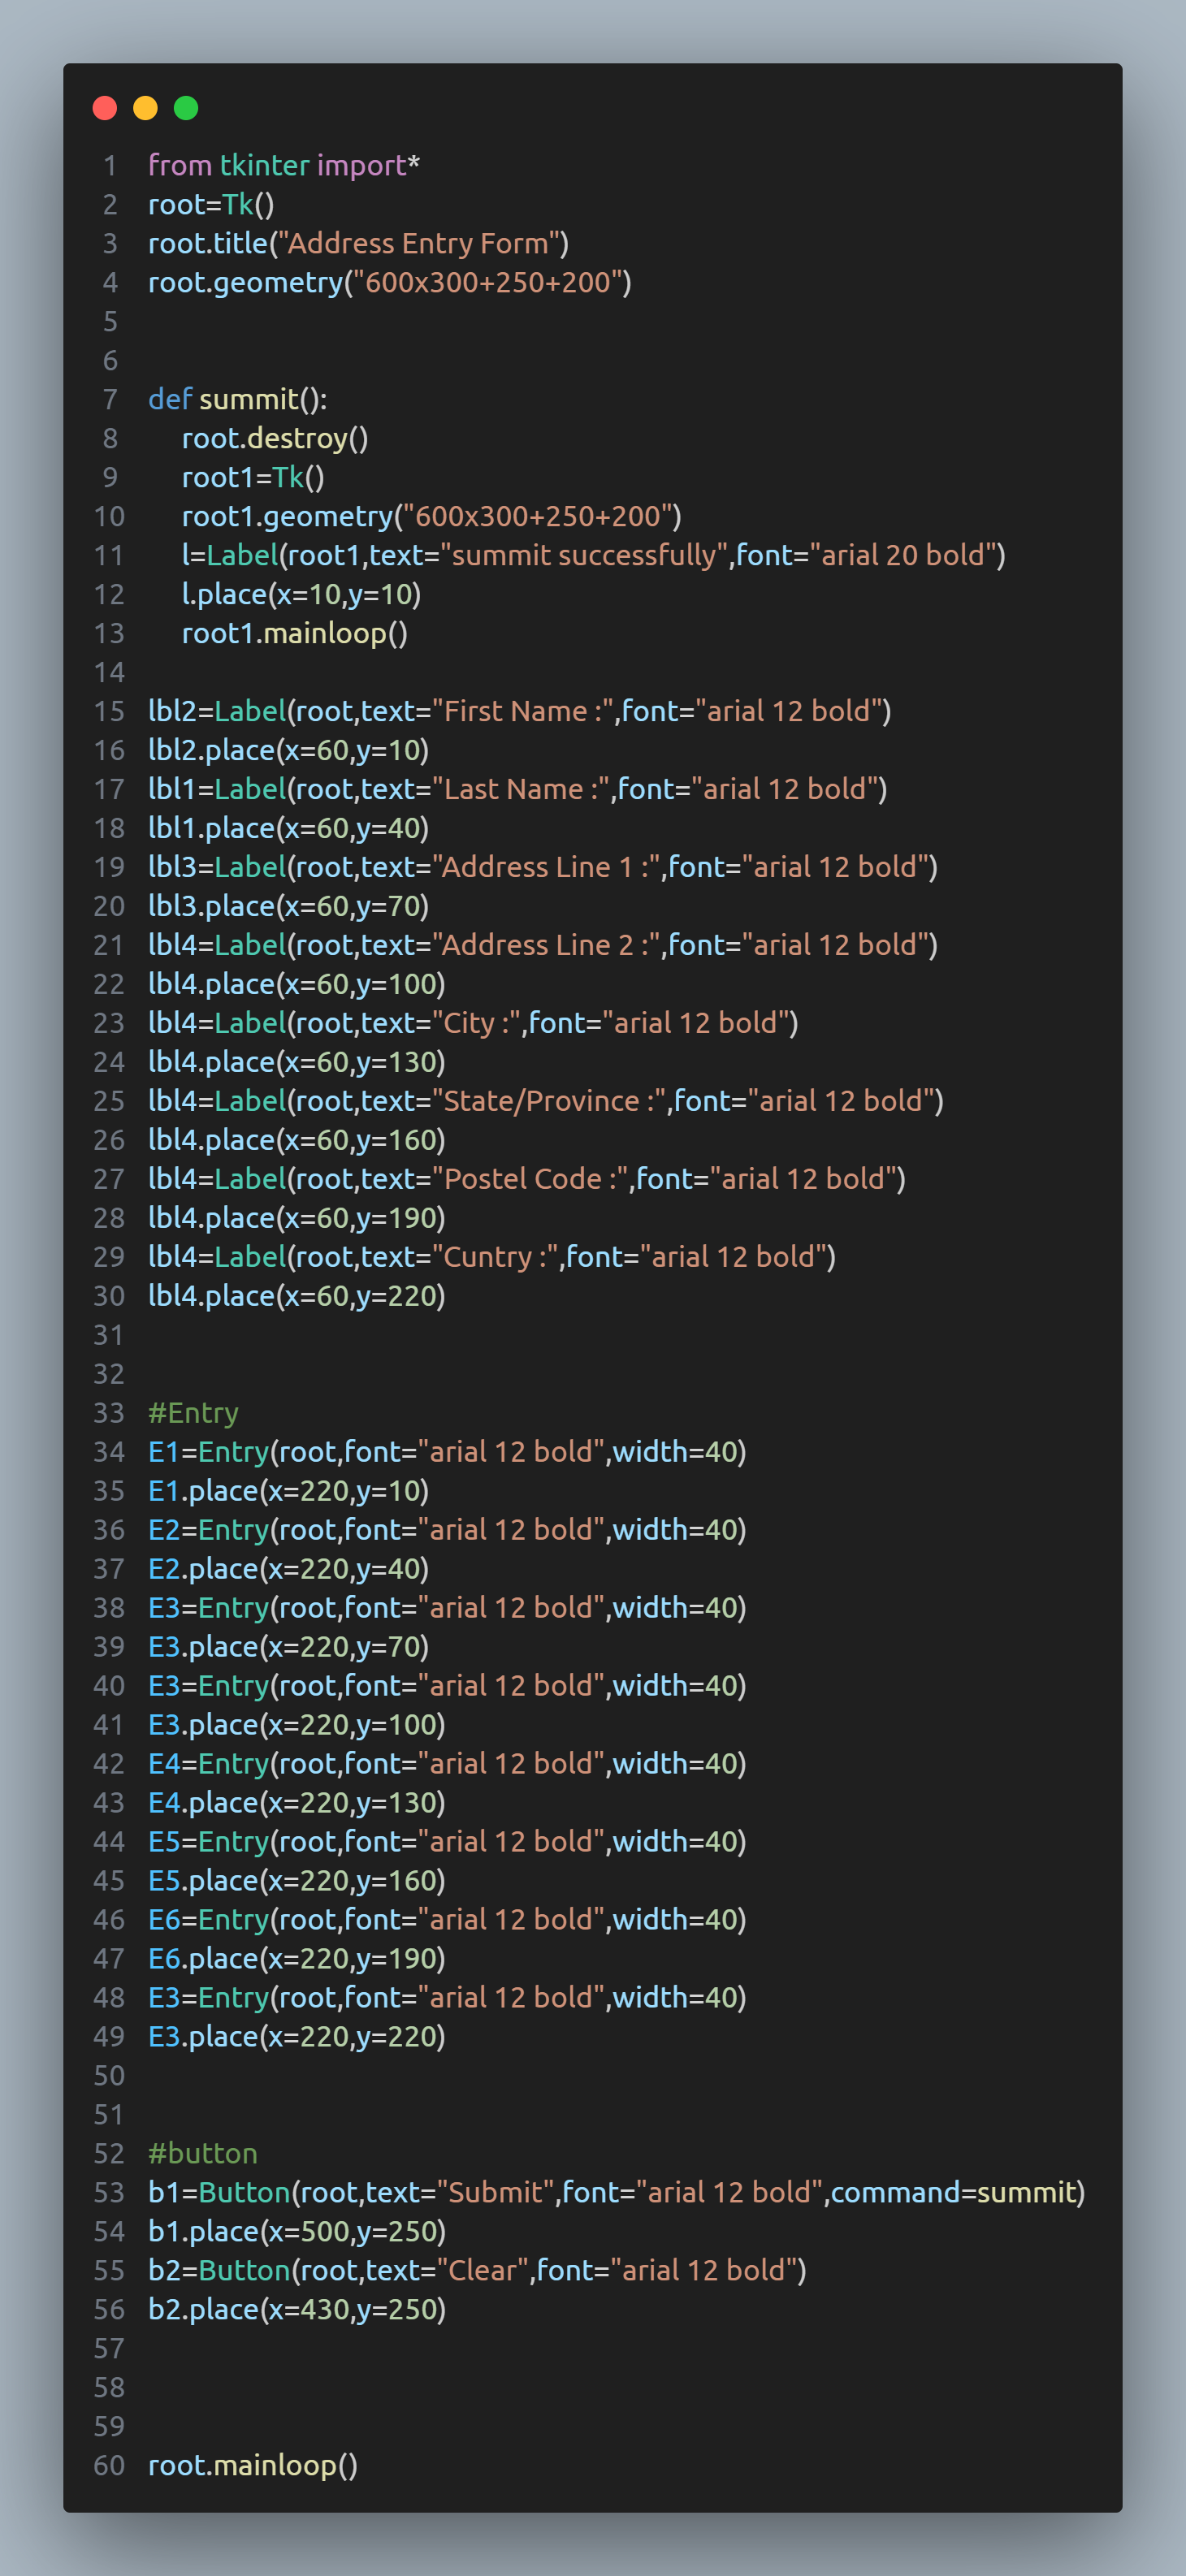 1 from tkinter import*
2 root=Tk()
3 root.title("Address Entry Form")
4 root.geometry("600x300+250+200")
5
6
7 def summit():
8     root.destroy()
9     root1=Tk()
10     root1.geometry("600x300+250+200")
11     l=Label(root1,text="summit successfully",font="arial 20 bold")
12     l.place(x=10,y=10)
13     root1.mainloop()
14
15 lbl2=Label(root,text="First Name :",font="arial 12 bold")
16 lbl2.place(x=60,y=10)
17 lbl1=Label(root,text="Last Name :",font="arial 12 bold")
18 lbl1.place(x=60,y=40)
19 lbl3=Label(root,text="Address Line 1 :",font="arial 12 bold")
20 lbl3.place(x=60,y=70)
21 lbl4=Label(root,text="Address Line 2 :",font="arial 12 bold")
22 lbl4.place(x=60,y=100)
23 lbl4=Label(root,text="City :",font="arial 12 bold")
24 lbl4.place(x=60,y=130)
25 lbl4=Label(root,text="State/Province :",font="arial 12 bold")
26 lbl4.place(x=60,y=160)
27 lbl4=Label(root,text="Postel Code :",font="arial 12 bold")
28 lbl4.place(x=60,y=190)
29 lbl4=Label(root,text="Cuntry :",font="arial 12 bold")
30 lbl4.place(x=60,y=220)
31
32
33 #Entry
34 E1=Entry(root,font="arial 12 bold",width=40)
35 E1.place(x=220,y=10)
36 E2=Entry(root,font="arial 12 bold",width=40)
37 E2.place(x=220,y=40)
38 E3=Entry(root,font="arial 12 bold",width=40)
39 E3.place(x=220,y=70)
40 E3=Entry(root,font="arial 12 bold",width=40)
41 E3.place(x=220,y=100)
42 E4=Entry(root,font="arial 12 bold",width=40)
43 E4.place(x=220,y=130)
44 E5=Entry(root,font="arial 12 bold",width=40)
45 E5.place(x=220,y=160)
46 E6=Entry(root,font="arial 12 bold",width=40)
47 E6.place(x=220,y=190)
48 E3=Entry(root,font="arial 12 bold",width=40)
49 E3.place(x=220,y=220)
50
51
52 #button
53 b1=Button(root,text="Submit",font="arial 12 bold",command=summit)
54 b1.place(x=500,y=250)
55 b2=Button(root,text="Clear",font="arial 12 bold")
56 b2.place(x=430,y=250)
57
58
59
60 root.mainloop()